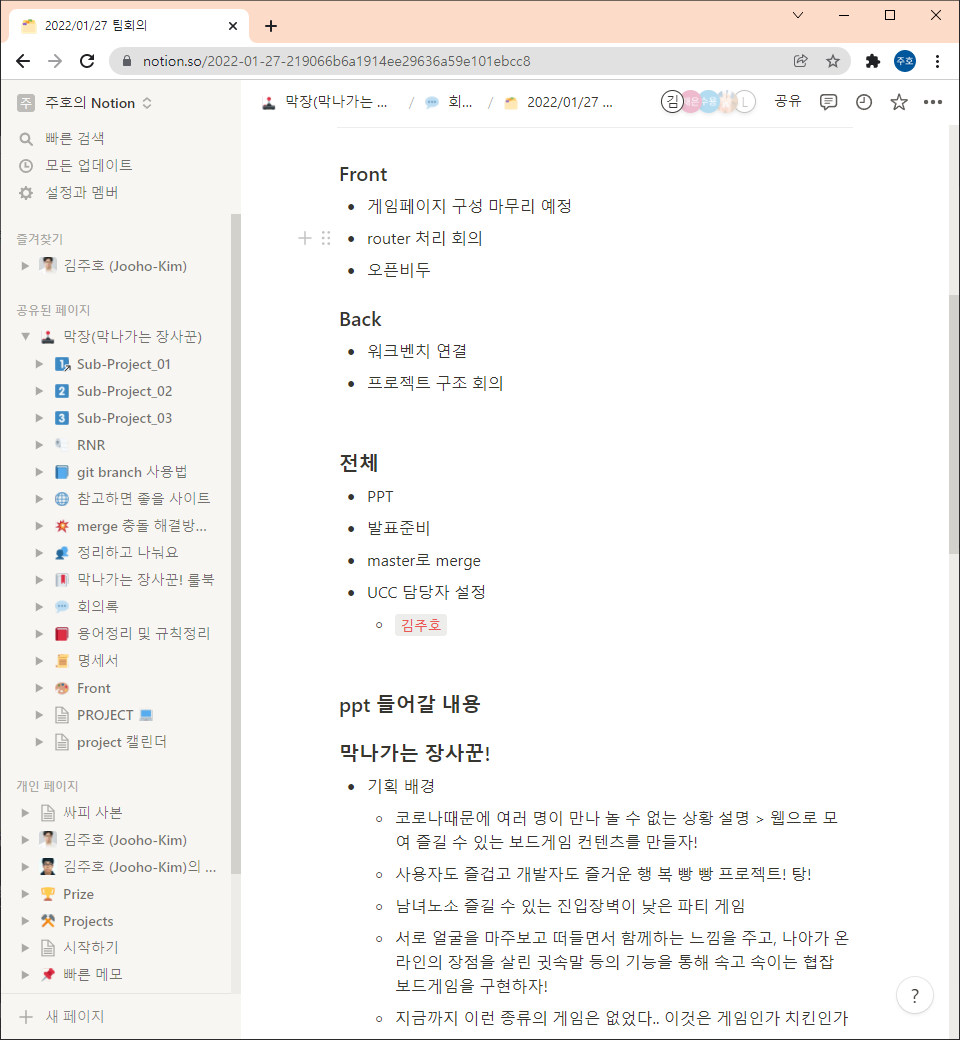 2022/01/27 팀회의
notion.so/2022-01-27-219066b6a1914ee29636a59e101ebcc8
주호
주 주호의 Notion
막장(막나가는 ... / 회... / 2022/01/27 ...
김
L
공유
빠른 검색
모든 업데이트
설정과 멤버
즐겨찾기
김주호 (Jooho-Kim)
공유된 페이지
막장(막나가는 장사꾼)
1 Sub-Project_01
2 Sub-Project_02
3 Sub-Project_03
RNR
git branch 사용법
참고하면 좋을 사이트
merge 충돌 해결방...
정리하고 나눠요
막나가는 장사꾼! 룰북
회의록
용어정리 및 규칙정리
명세서
Front
PROJECT
project 캘린더
개인 페이지
싸피 사본
김주호 (Jooho-Kim)
김주호 (Jooho-Kim)의 ...
Prize
Projects
시작하기
빠른 메모
새 페이지
Front
게임페이지 구성 마무리 예정
router 처리 회의
오픈비두
Back
워크벤치 연결
프로젝트 구조 회의
전체
PPT
발표준비
master로 merge
UCC 담당자 설정
김주호
ppt 들어갈 내용
막나가는 장사꾼!
기획 배경
코로나때문에 여러 명이 만나 놀 수 없는 상황 설명 > 웹으로 모
여 즐길 수 있는 보드게임 컨텐츠를 만들자!
사용자도 즐겁고 개발자도 즐거운 행 복 빵 빵 프로젝트! 탕!
남녀노소 즐길 수 있는 진입장벽이 낮은 파티 게임
서로 얼굴을 마주보고 떠들면서 함께하는 느낌을 주고, 나아가 온
라인의 장점을 살린 귓속말 등의 기능을 통해 속고 속이는 협잡
보드게임을 구현하자!
지금까지 이런 종류의 게임은 없었다.. 이것은 게임인가 치킨인가
?